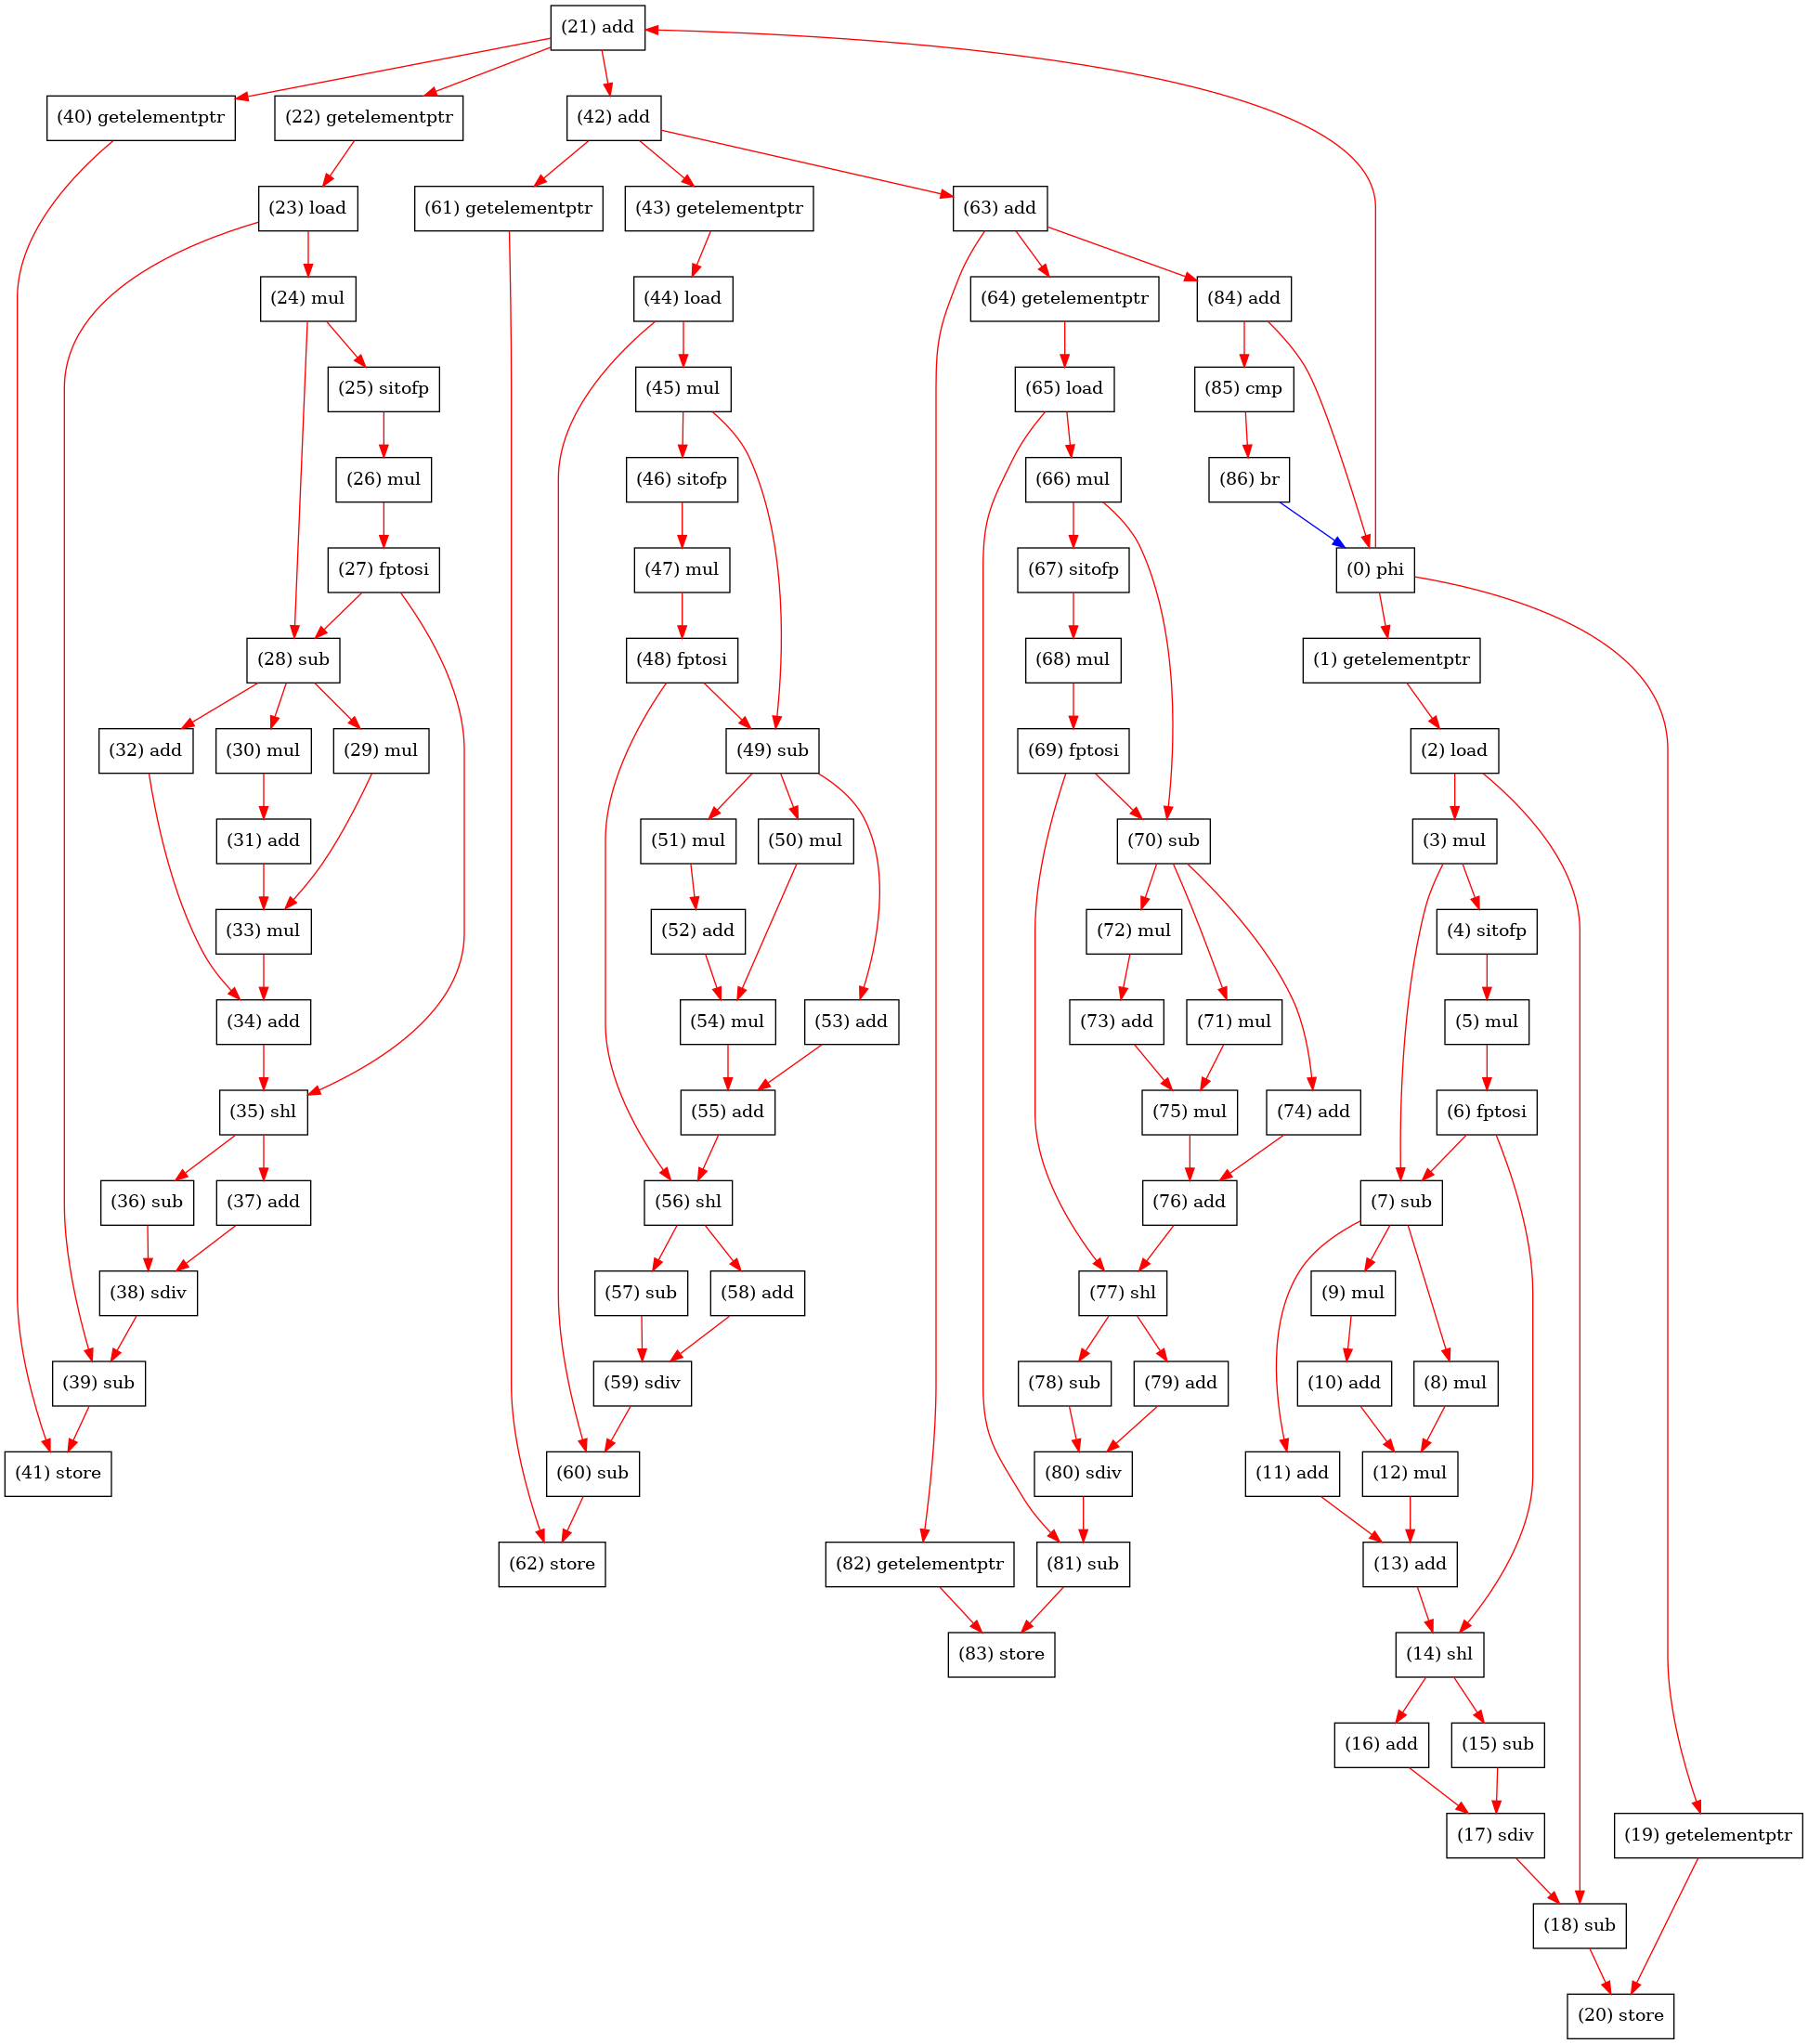 (21) add
(40) getelementptr
(22) getelementptr
(42) add
(23) load
(61) getelementptr
(43) getelementptr
(63) add
(24) mul
(44) load
(64) getelementptr
(84) add
(25) sitofp
(45) mul
(65) load
(85) cmp
(26) mul
(46) sitofp
(66) mul
(86) br
(27) fptosi
(47) mul
(67) sitofp
(0) phi
(28) sub
(48) fptosi
(68) mul
(1) getelementptr
(32) add
(30) mul
(29) mul
(49) sub
(69) fptosi
(2) load
(31) add
(51) mul
(50) mul
(70) sub
(3) mul
(33) mul
(52) add
(72) mul
(4) sitofp
(34) add
(54) mul
(53) add
(73) add
(71) mul
(5) mul
(35) shl
(55) add
(75) mul
(74) add
(6) fptosi
(36) sub
(37) add
(56) shl
(76) add
(7) sub
(38) sdiv
(57) sub
(58) add
(77) shl
(9) mul
(39) sub
(59) sdiv
(78) sub
(79) add
(10) add
(8) mul
(41) store
(60) sub
(80) sdiv
(11) add
(12) mul
(62) store
(82) getelementptr
(81) sub
(13) add
(83) store
(14) shl
(16) add
(15) sub
(17) sdiv
(19) getelementptr
(18) sub
(20) store